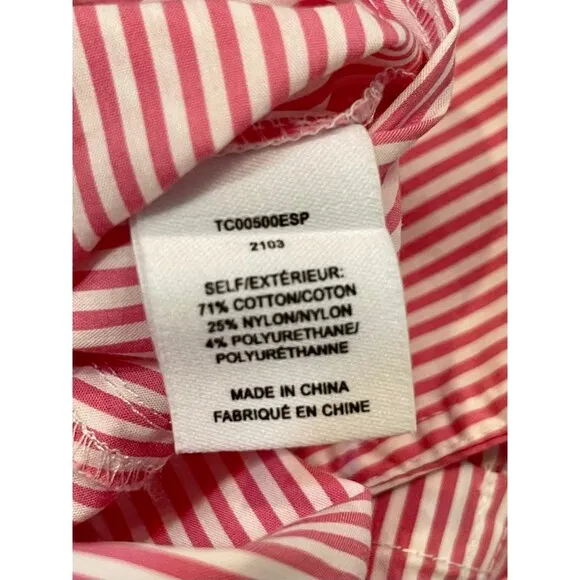 TC00500ESP
2103
SELF/EXTÉRIEUR:
71% COTTON/COTON
25% NYLON/NYLON
4% POLYURETHANE/
POLYURÉTHANNE
MADE IN CHINA
FABRIQUÉ EN CHINE